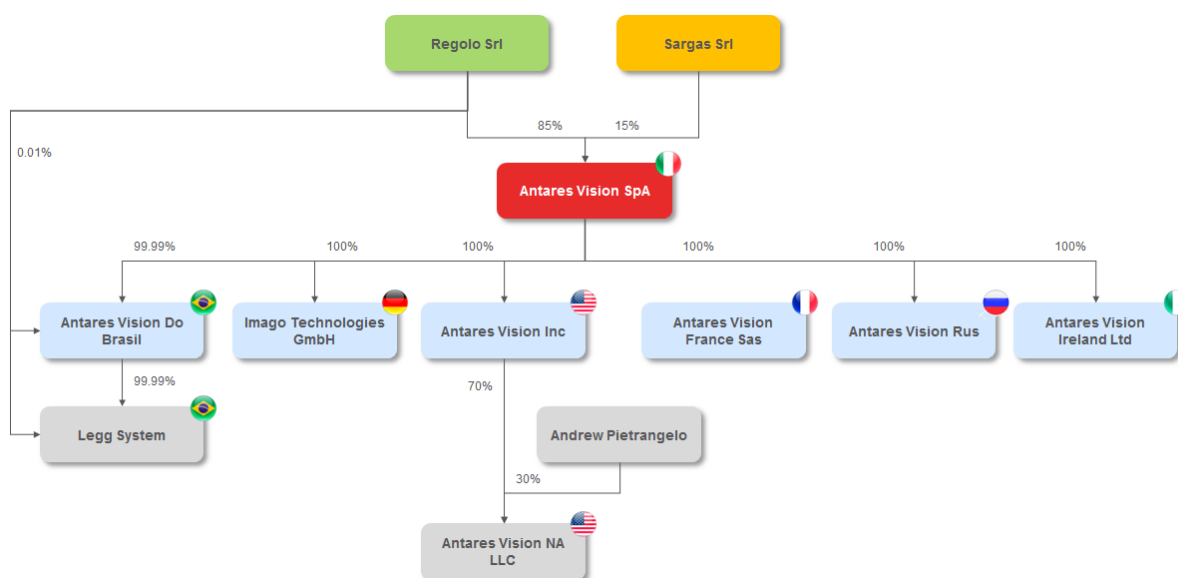 Regolo Srl
Sargas Srl
85%
15%
0.01%
Antares Vision SpA
99.99%
100%
100%
100%
100%
100%
Antares Vision Do
Brasil
Imago Technologies
GmbH
Antares Vision Inc
Antares Vision
France Sas
Antares Vision Rus
Antares Vision
Ireland Ltd
99.99%
70%
Legg System
Andrew Pietrangelo
30%
Antares Vision NA
LLC